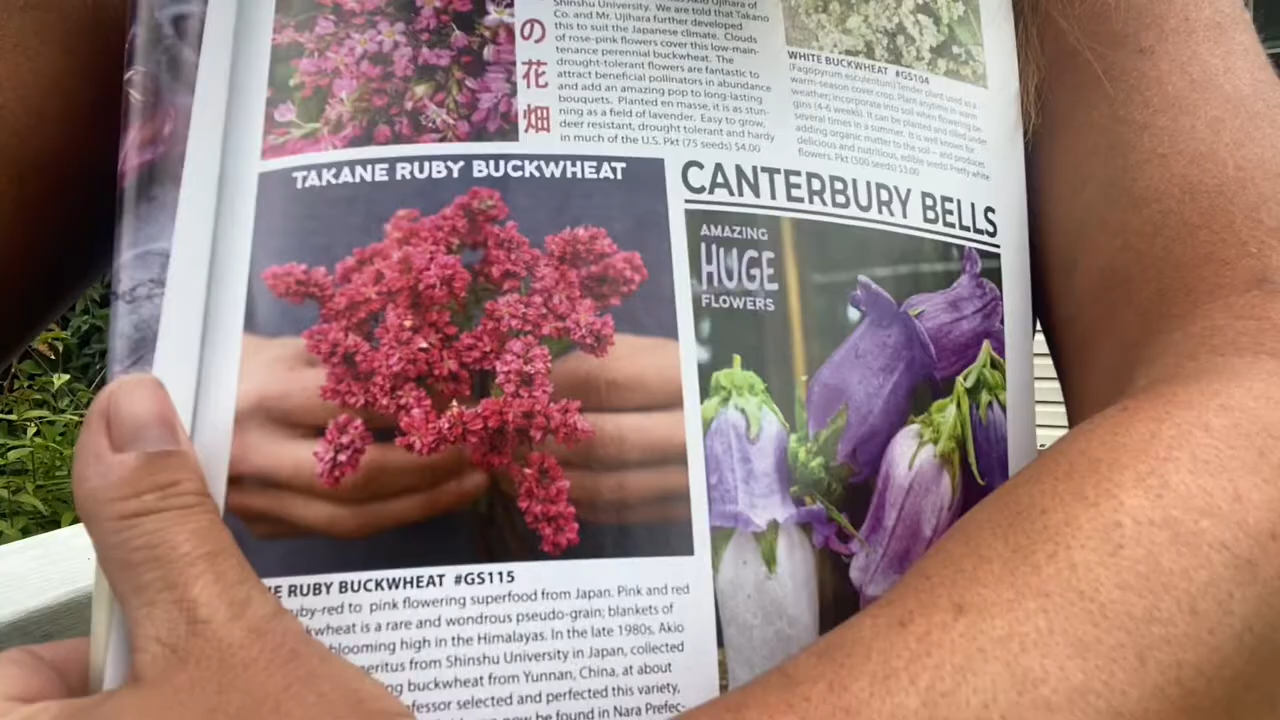 の
花
畑
Shinshu University. We are told that Takano
Co. and Mr. Ujihara further developed
this to suit the Japanese climate. Clouds
of rose-pink flowers cover this low-main-
tenance perennial buckwheat. The
drought-tolerant flowers are fantastic to
attract beneficial pollinators in abundance
and add an amazing pop to long-lasting
bouquets. Planted en masse, it is as stun-
ning as a field of lavender. Easy to grow,
deer resistant, drought tolerant and hardy
in much of the U.S. Pkt (75 seeds) $4.00
WHITE BUCKWHEAT #GS104
(Fagopyrum esculentum) Tender plant used as a
warm-season cover crop. Plant anytime in warm
weather; incorporate into soil when flowering be-
gins (4-6 weeks). It can be planted and tilled under
several times in a summer. It is well known for
adding organic matter to the soil—and produces
delicious and nutritious, edible seeds! Pretty white
flowers. Pkt (500 seeds) $3.00
TAKANE RUBY BUCKWHEAT
RUBY BUCKWHEAT #GS115
ruby-red to pink flowering superfood from Japan. Pink and red
is a rare and wondrous pseudo-grain; blankets of
blooming high in the Himalayas. In the late 1980s, Akio
from Shinshu University in Japan, collected
buckwheat from Yunnan, China, at about
selected and perfected this variety,
now be found in Nara Prefec-
CANTERBURY BELLS
AMAZING
HUGE
FLOWERS